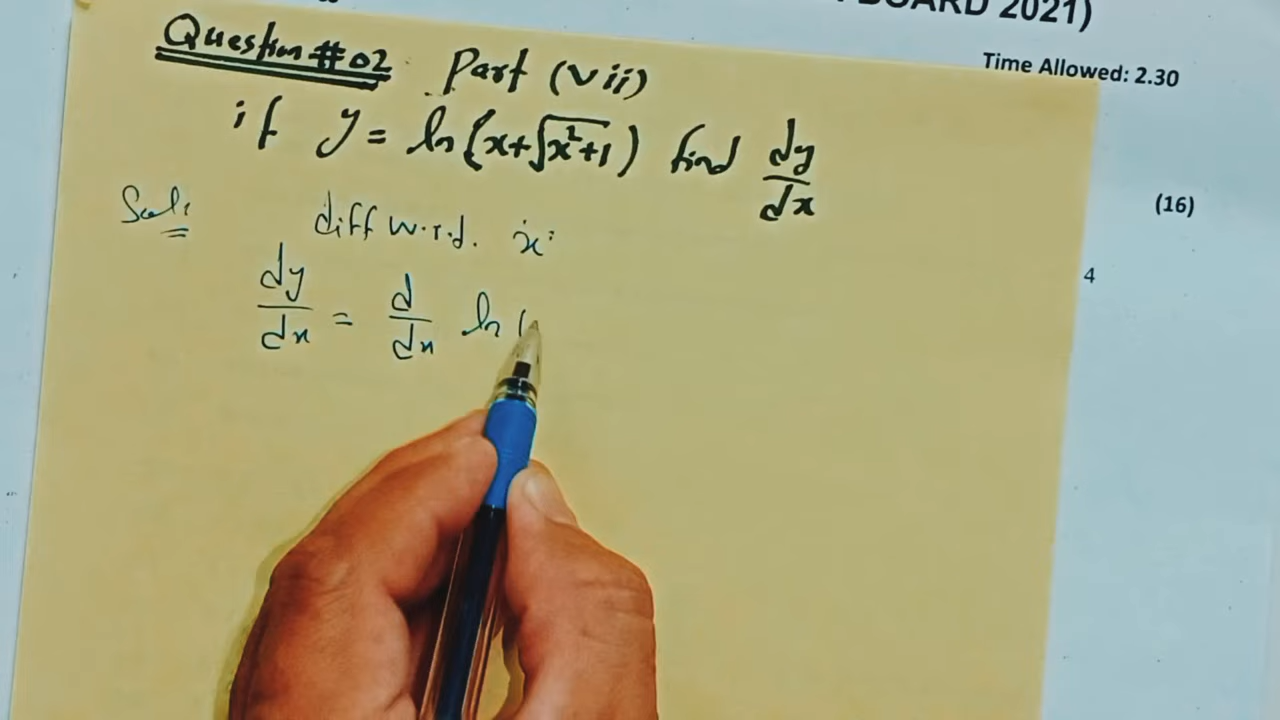 BOARD 2021)
Time Allowed: 2.30
Question #02 Part (vii)
if y = ln(x+√x²+1) find dy/dx
(16)
Sol:
diff w.r.t. x:
4
dy/dx = d/dx ln (